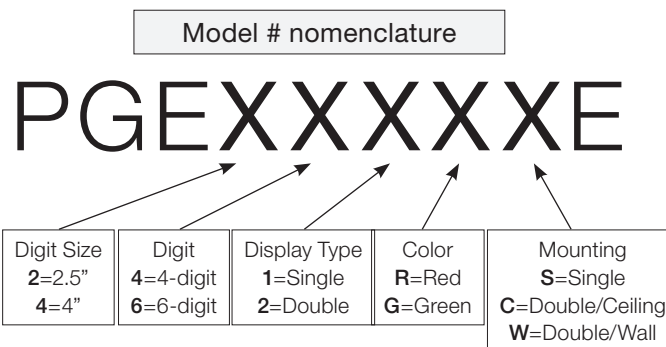 Model # nomenclature
PGEXXXXXE
Digit Size
2=2.5”
4=4”
Digit
4=4-digit
6=6-digit
Display Type
1=Single
2=Double
Color
R=Red
G=Green
Mounting
S=Single
C=Double/Ceiling
W=Double/Wall